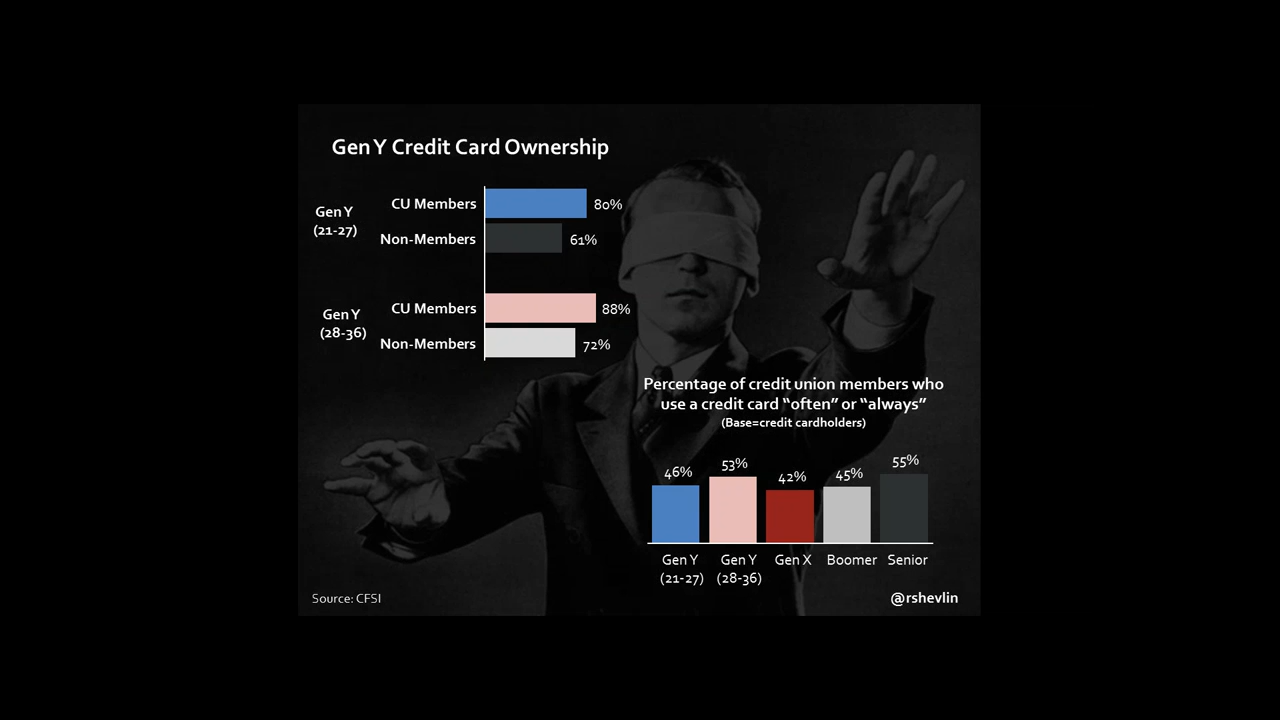 Gen Y Credit Card Ownership
Gen Y
(21-27)
CU Members
80%
Non-Members
61%
Gen Y
(28-36)
CU Members
88%
Non-Members
72%
Percentage of credit union members who
use a credit card “often” or “always”
(Base=credit cardholders)
46%
53%
42%
45%
55%
Gen Y
(21-27)
Gen Y
(28-36)
Gen X
Boomer
Senior
Source: CFSI
@rshevlin